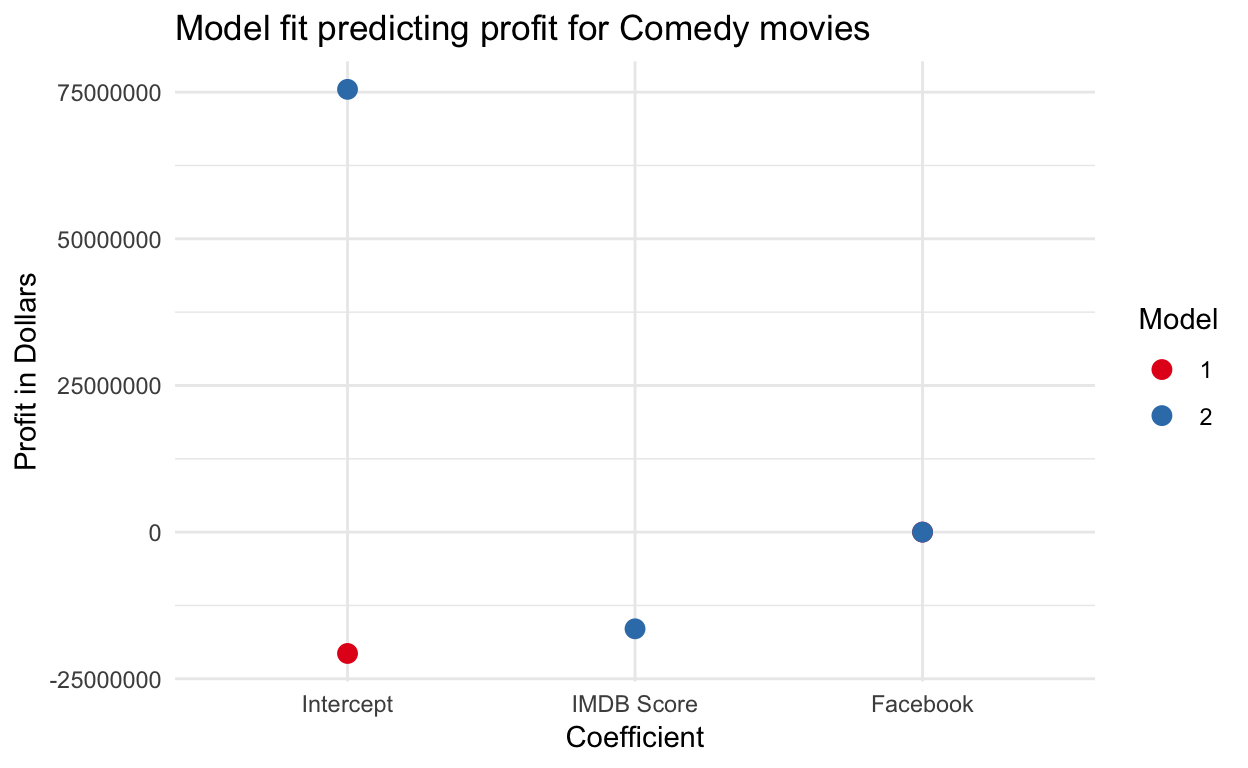 Model fit predicting profit for Comedy movies
75000000
50000000
25000000
0
-25000000
Profit in Dollars
Intercept IMDB Score Facebook
Coefficient
Model
1
2